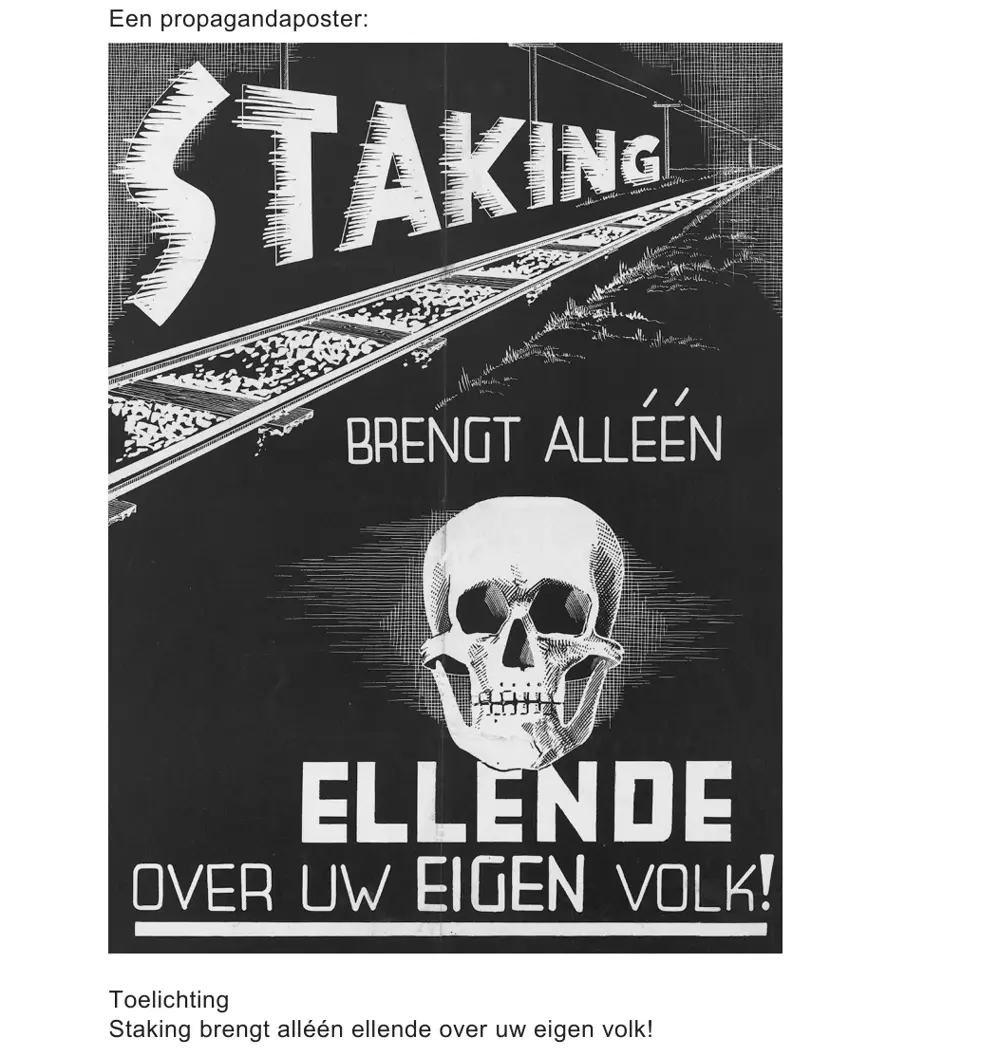 Een propagandaposter:
STAKING
BRENGT ALLÉÉN
ELLENDE
OVER UW EIGEN VOLK!
Toelichting
Staking brengt alléén ellende over uw eigen volk!